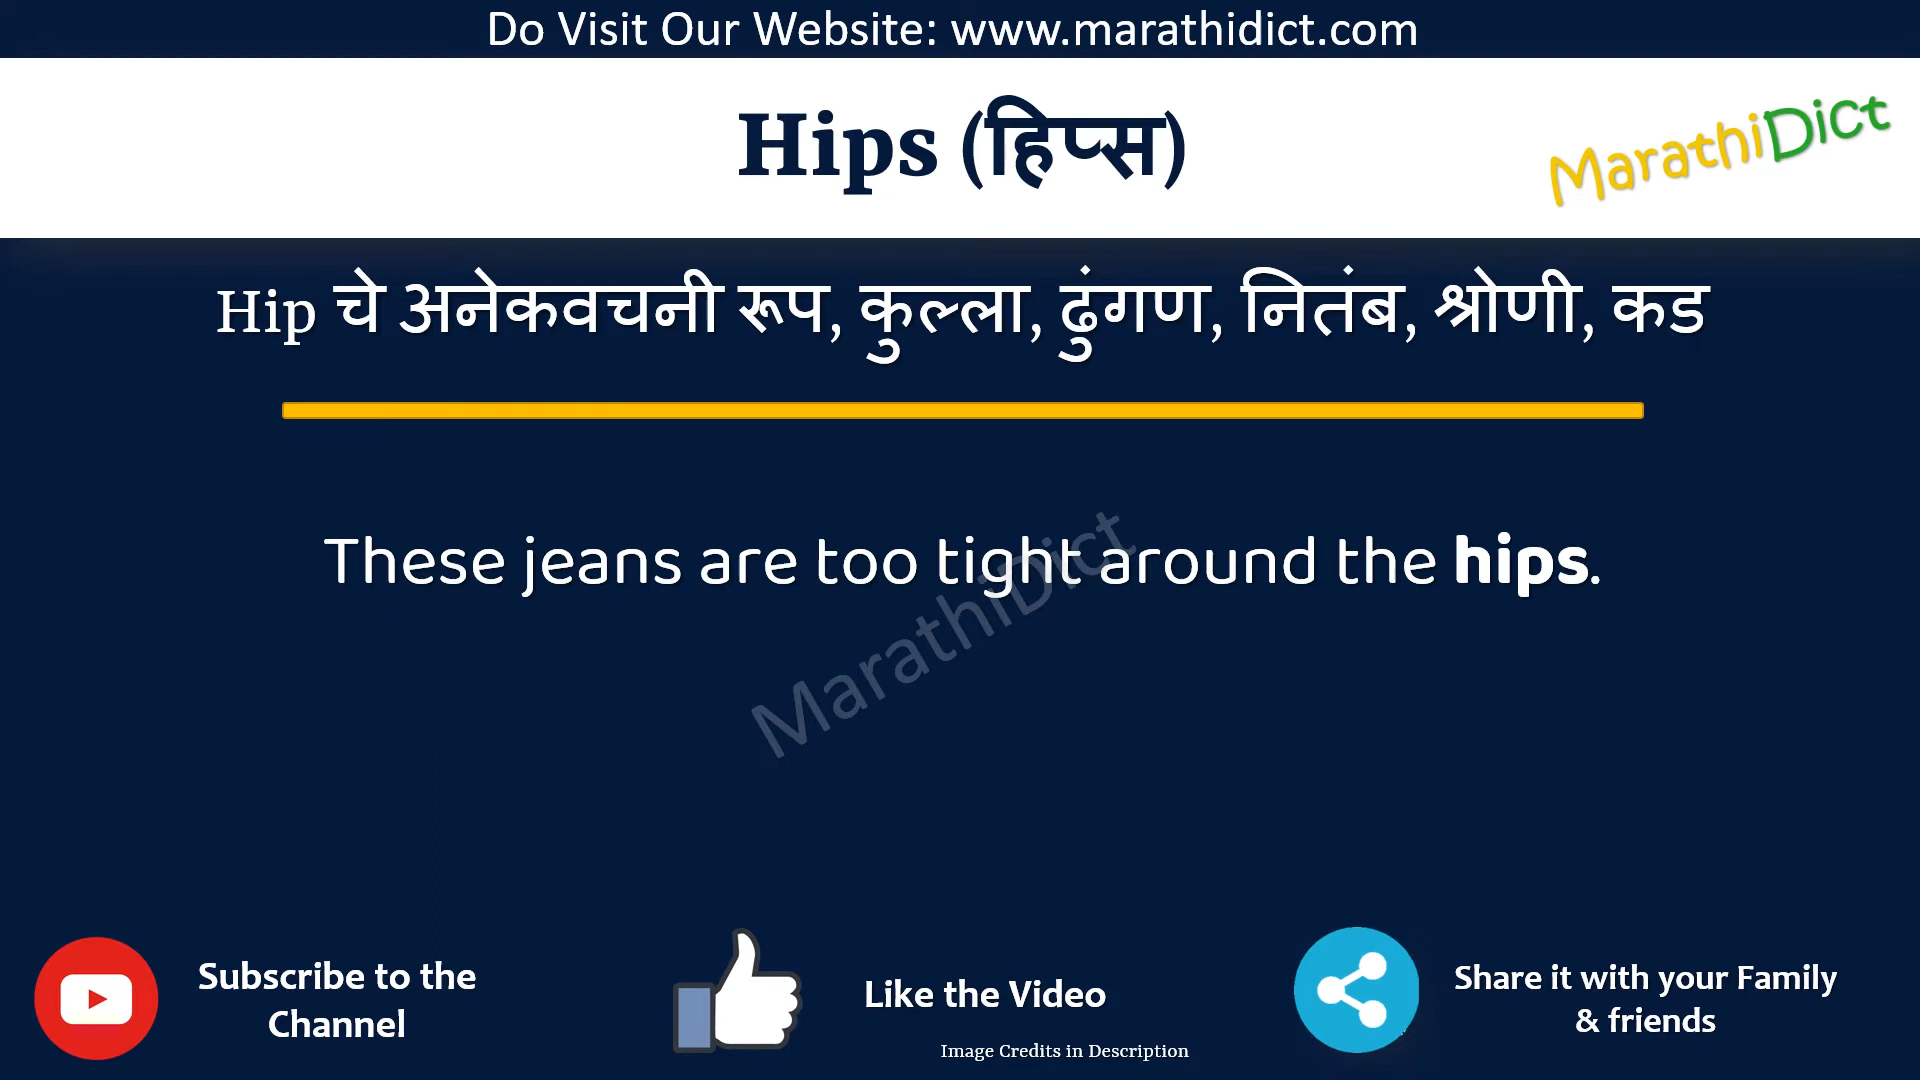 Do Visit Our Website: www.marathidict.com
Hips (हिप्स)
MarathiDict
Hip चे अनेकवचनी रूप, कुल्ला, ढुंगण, नितंब, श्रोणी, कड
These jeans are too tight around the hips.
MarathiDict
Subscribe to the
Channel
Like the Video
Share it with your Family
& friends
Image Credits in Description